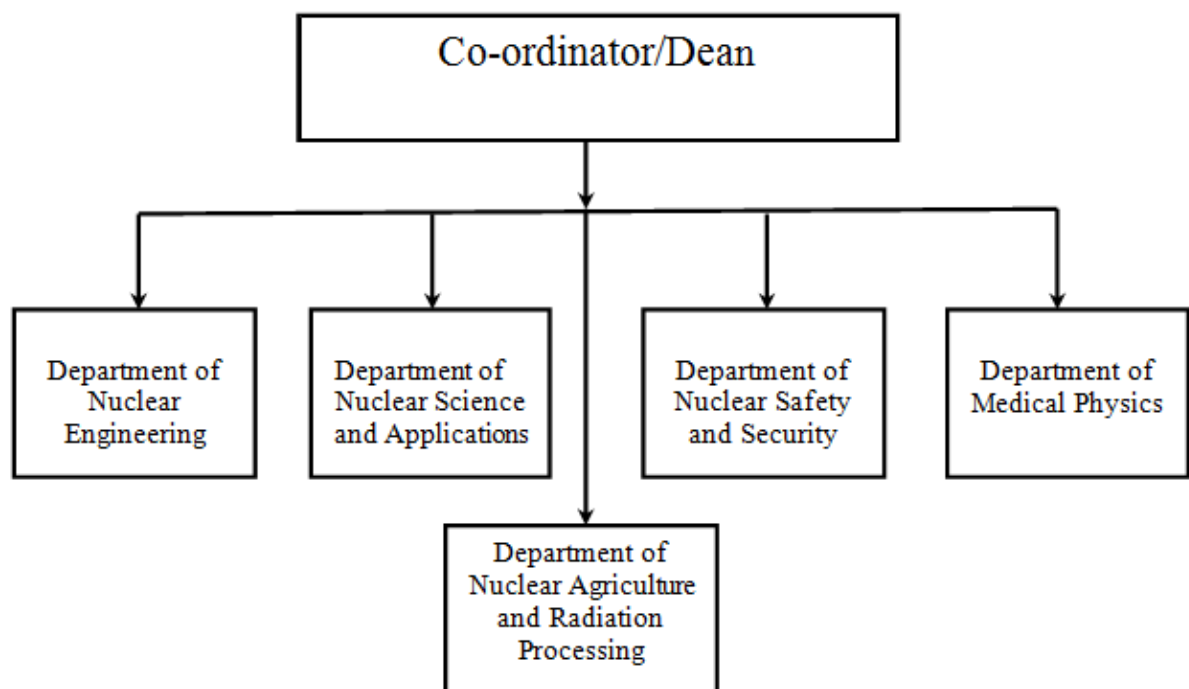 Co-ordinator/Dean
Department of
Nuclear
Engineering
Department of
Nuclear Science
and Applications
Department of
Nuclear Safety
and Security
Department of
Medical Physics
Department of
Nuclear Agriculture
and Radiation
Processing